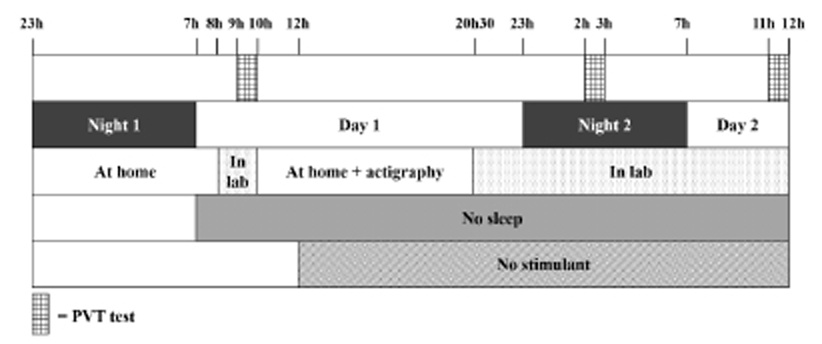 23h 7h 8h 9h 10h 12h 20h30 23h 2h 3h 7h 11h 12h
Night 1 Day 1 Night 2 Day 2
At home In lab At home + actigraphy In lab
No sleep
No stimulant
= PVT test